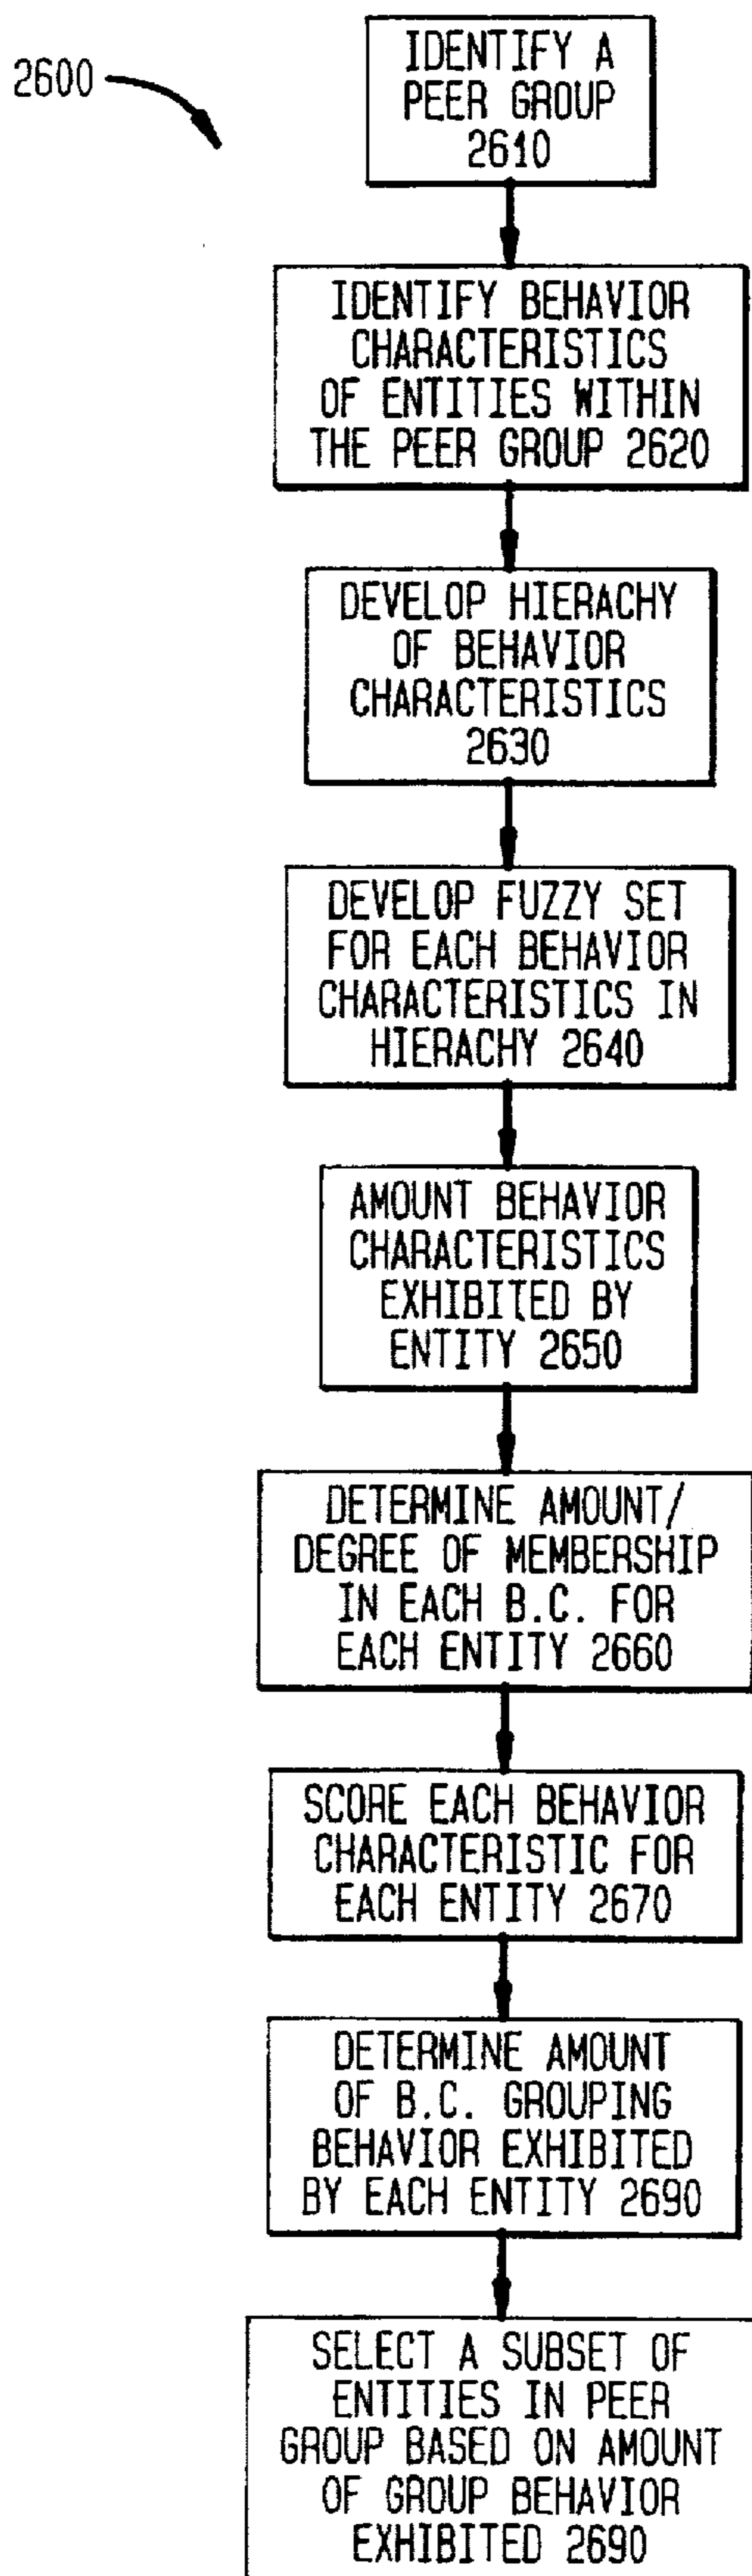 2600
IDENTIFY A
PEER GROUP
2610
IDENTIFY BEHAVIOR
CHARACTERISTICS
OF ENTITIES WITHIN
THE PEER GROUP 2620
DEVELOP HIERACHY
OF BEHAVIOR
CHARACTERISTICS
2630
DEVELOP FUZZY SET
FOR EACH BEHAVIOR
CHARACTERISTICS IN
HIERACHY 2640
AMOUNT BEHAVIOR
CHARACTERISTICS
EXHIBITED BY
ENTITY 2650
DETERMINE AMOUNT/
DEGREE OF MEMBERSHIP
IN EACH B.C. FOR
EACH ENTITY 2660
SCORE EACH BEHAVIOR
CHARACTERISTIC FOR
EACH ENTITY 2670
DETERMINE AMOUNT
OF B.C. GROUPING
BEHAVIOR EXHIBITED
BY EACH ENTITY 2690
SELECT A SUBSET OF
ENTITIES IN PEER
GROUP BASED ON AMOUNT
OF GROUP BEHAVIOR
EXHIBITED 2690